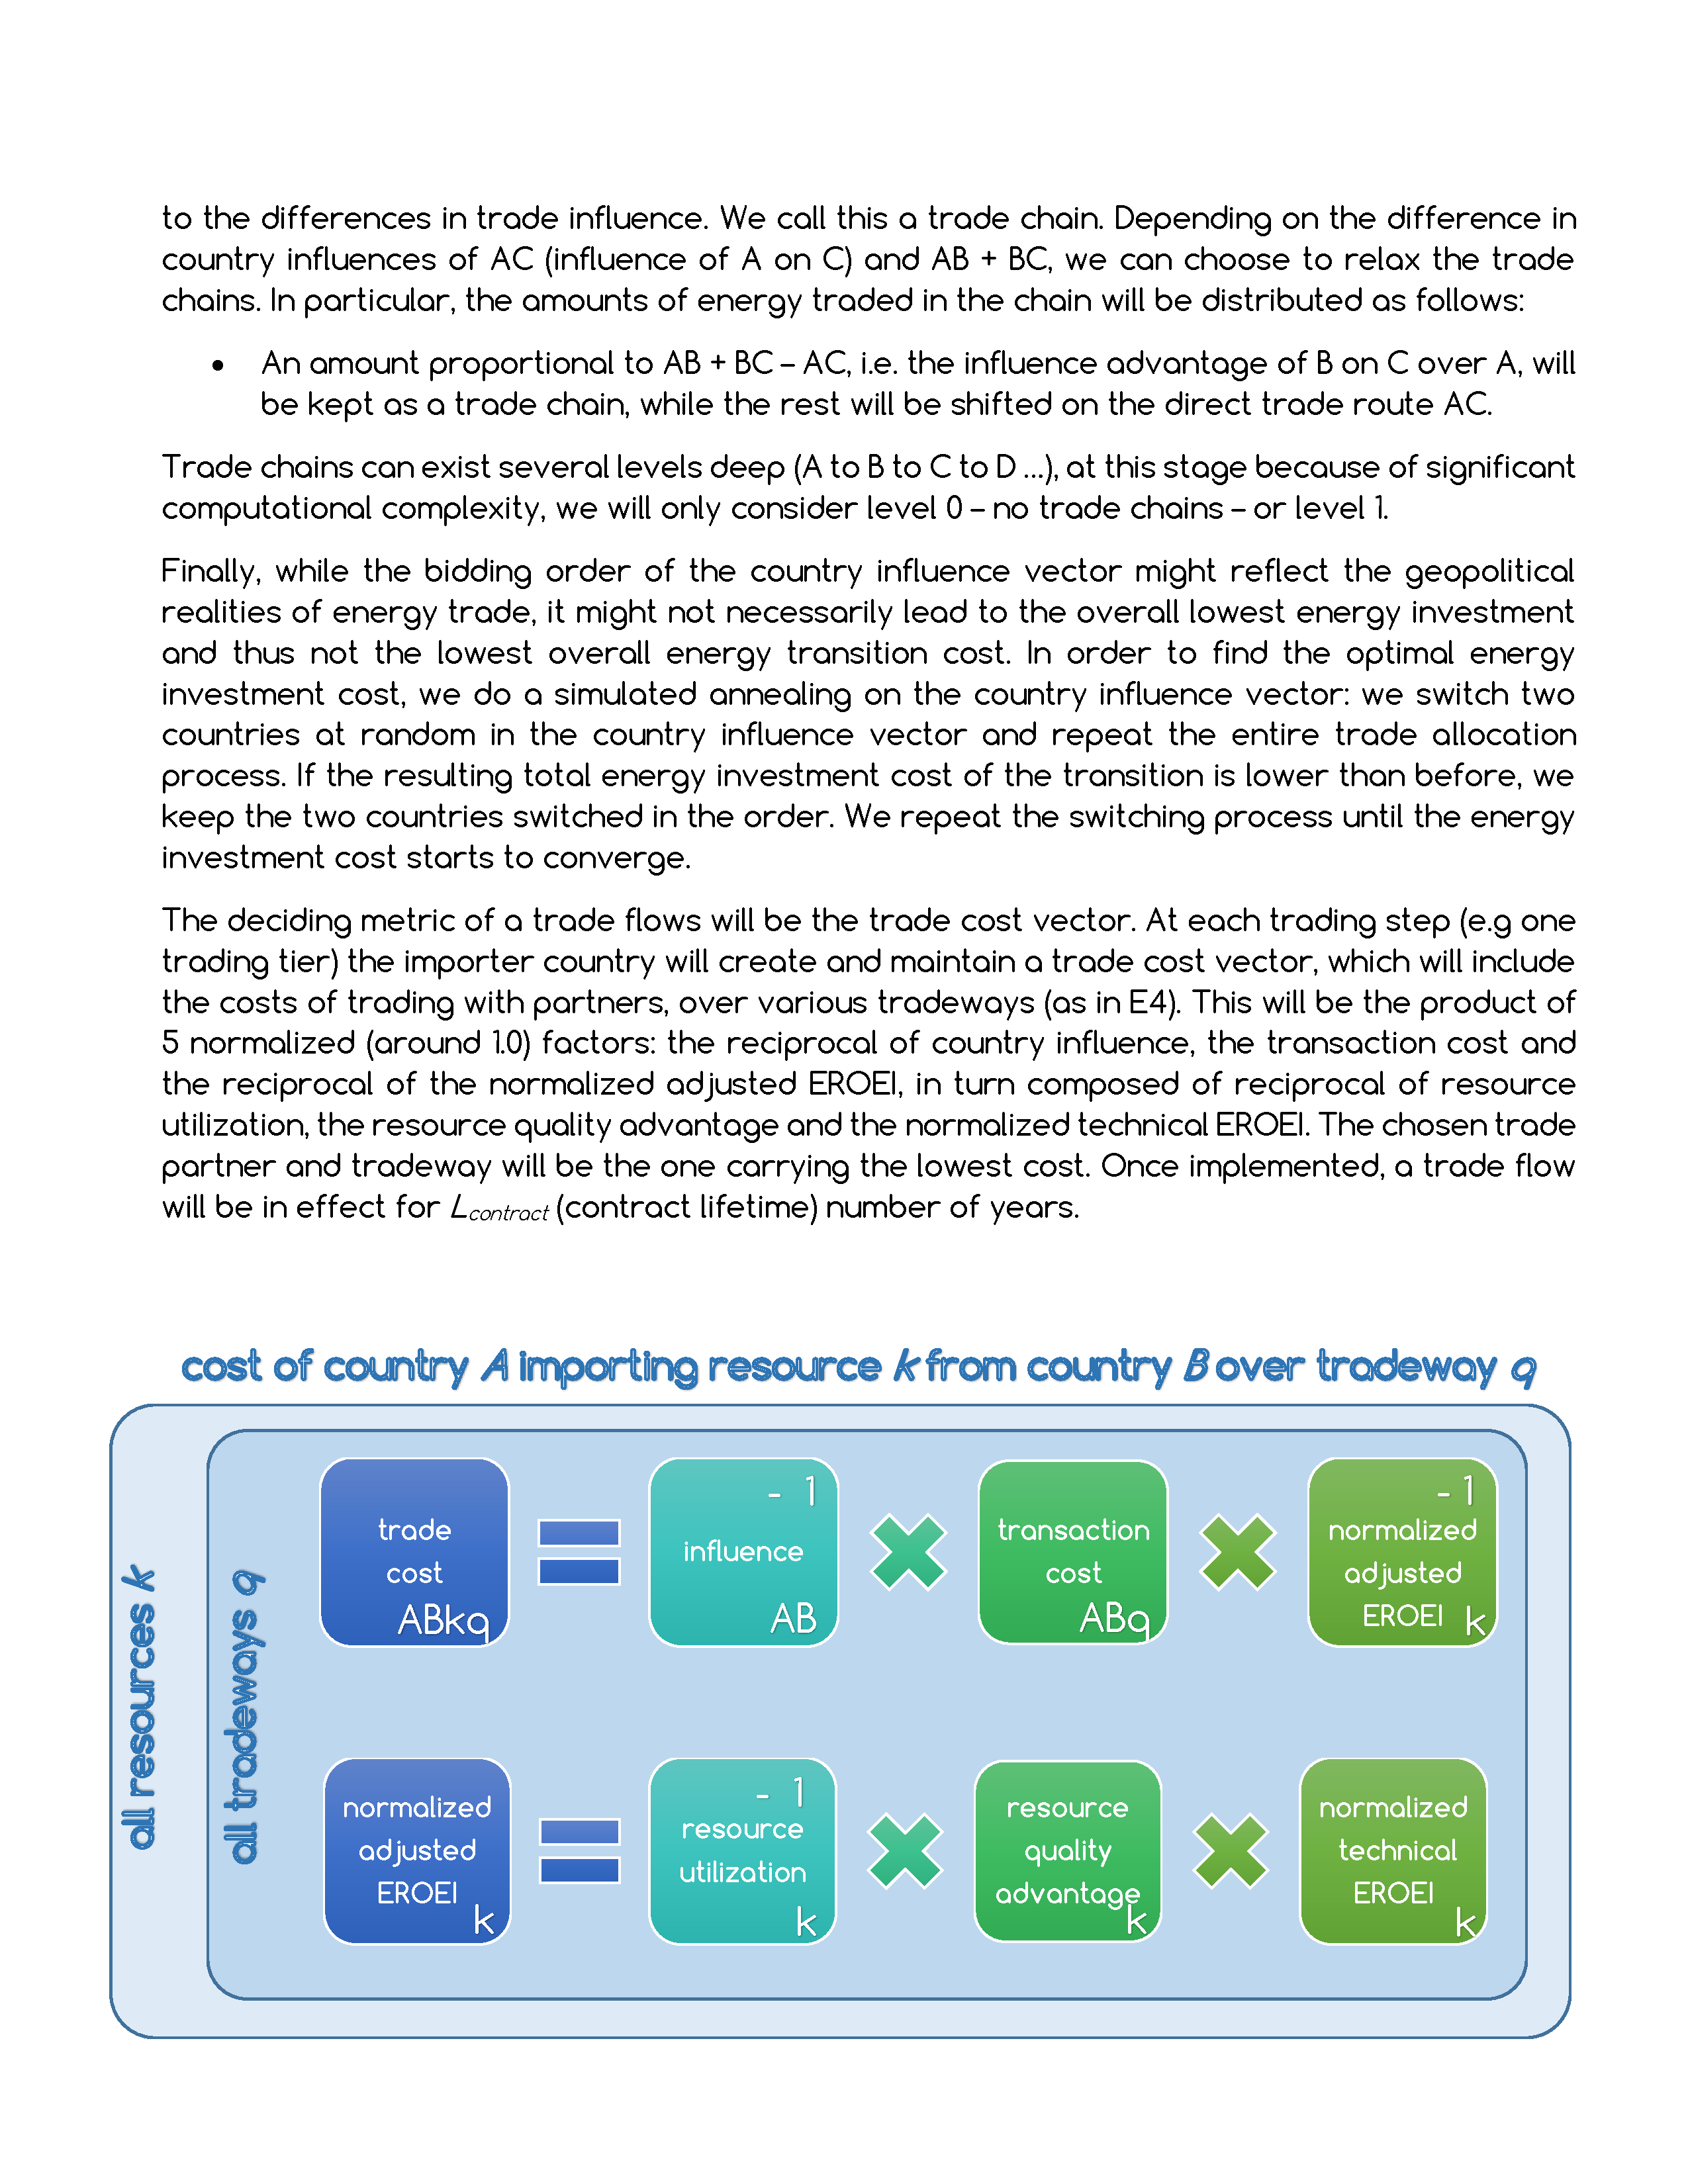 to the differences in trade influence. We call this a trade chain. Depending on the difference in
country influences of AC (influence of A on C) and AB + BC, we can choose to relax the trade
chains. In particular, the amounts of energy traded in the chain will be distributed as follows:
• An amount proportional to AB + BC – AC, i.e. the influence advantage of B on C over A, will
be kept as a trade chain, while the rest will be shifted on the direct trade route AC.
Trade chains can exist several levels deep (A to B to C to D ...), at this stage because of significant
computational complexity, we will only consider level 0 – no trade chains – or level 1.
Finally, while the bidding order of the country influence vector might reflect the geopolitical
realities of energy trade, it might not necessarily lead to the overall lowest energy investment
and thus not the lowest overall energy transition cost. In order to find the optimal energy
investment cost, we do a simulated annealing on the country influence vector: we switch two
countries at random in the country influence vector and repeat the entire trade allocation
process. If the resulting total energy investment cost of the transition is lower than before, we
keep the two countries switched in the order. We repeat the switching process until the energy
investment cost starts to converge.
The deciding metric of a trade flows will be the trade cost vector. At each trading step (e.g one
trading tier) the importer country will create and maintain a trade cost vector, which will include
the costs of trading with partners, over various tradeways (as in E4). This will be the product of
5 normalized (around 1.0) factors: the reciprocal of country influence, the transaction cost and
the reciprocal of the normalized adjusted EROEI, in turn composed of reciprocal of resource
utilization, the resource quality advantage and the normalized technical EROEI. The chosen trade
partner and tradeway will be the one carrying the lowest cost. Once implemented, a trade flow
will be in effect for Lcontract (contract lifetime) number of years.
cost of country A importing resource k from country B over tradeway q
all resources k
all tradeways q
trade
cost
ABkq
- 1
influence
AB
transaction
cost
ABq
- 1
normalized
adjusted
EROEI k
normalized
adjusted
EROEI
k
- 1
resource
utilization
k
resource
quality
advantage
k
normalized
technical
EROEI
k